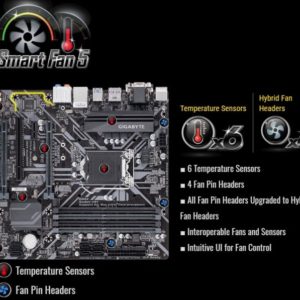 Smart Fan 5
Temperature Sensors
Hybrid Fan
Headers
x6
GIGABYTE
▪ 6 Temperature Sensors
▪ 4 Fan Pin Headers
▪ All Fan Pin Headers Upgraded to
Fan Headers
▪ Interoperable Fans and Sensors
▪ Intuitive UI for Fan Control
Temperature Sensors
Fan Pin Headers